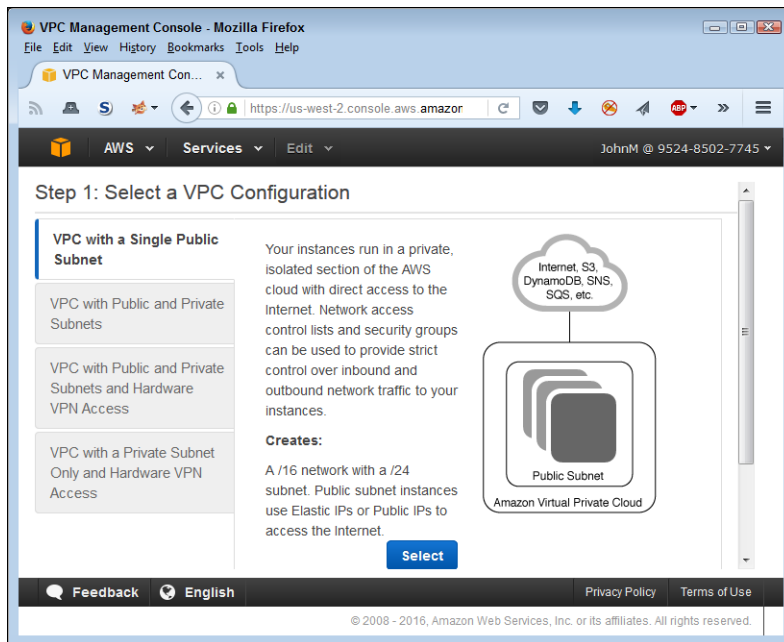 VPC Management Console - Mozilla Firefox
File Edit View History Bookmarks Tools Help
VPC Management Con... ×
S ABP
https://us-west-2.console.aws.amazor
AWS Services Edit JohnM @ 9524-8502-7745
Step 1: Select a VPC Configuration
VPC with a Single Public
Subnet
VPC with Public and Private
Subnets
VPC with Public and Private
Subnets and Hardware
VPN Access
VPC with a Private Subnet
Only and Hardware VPN
Access
Your instances run in a private,
isolated section of the AWS
cloud with direct access to the
Internet. Network access
control lists and security groups
can be used to provide strict
control over inbound and
outbound network traffic to your
instances.
Creates:
A /16 network with a /24
subnet. Public subnet instances
use Elastic IPs or Public IPs to
access the Internet.
Internet, S3,
DynamoDB, SNS,
SQS, etc.
Public Subnet
Amazon Virtual Private Cloud
Select
Feedback English Privacy Policy Terms of Use
© 2008 - 2016, Amazon Web Services, Inc. or its affiliates. All rights reserved.